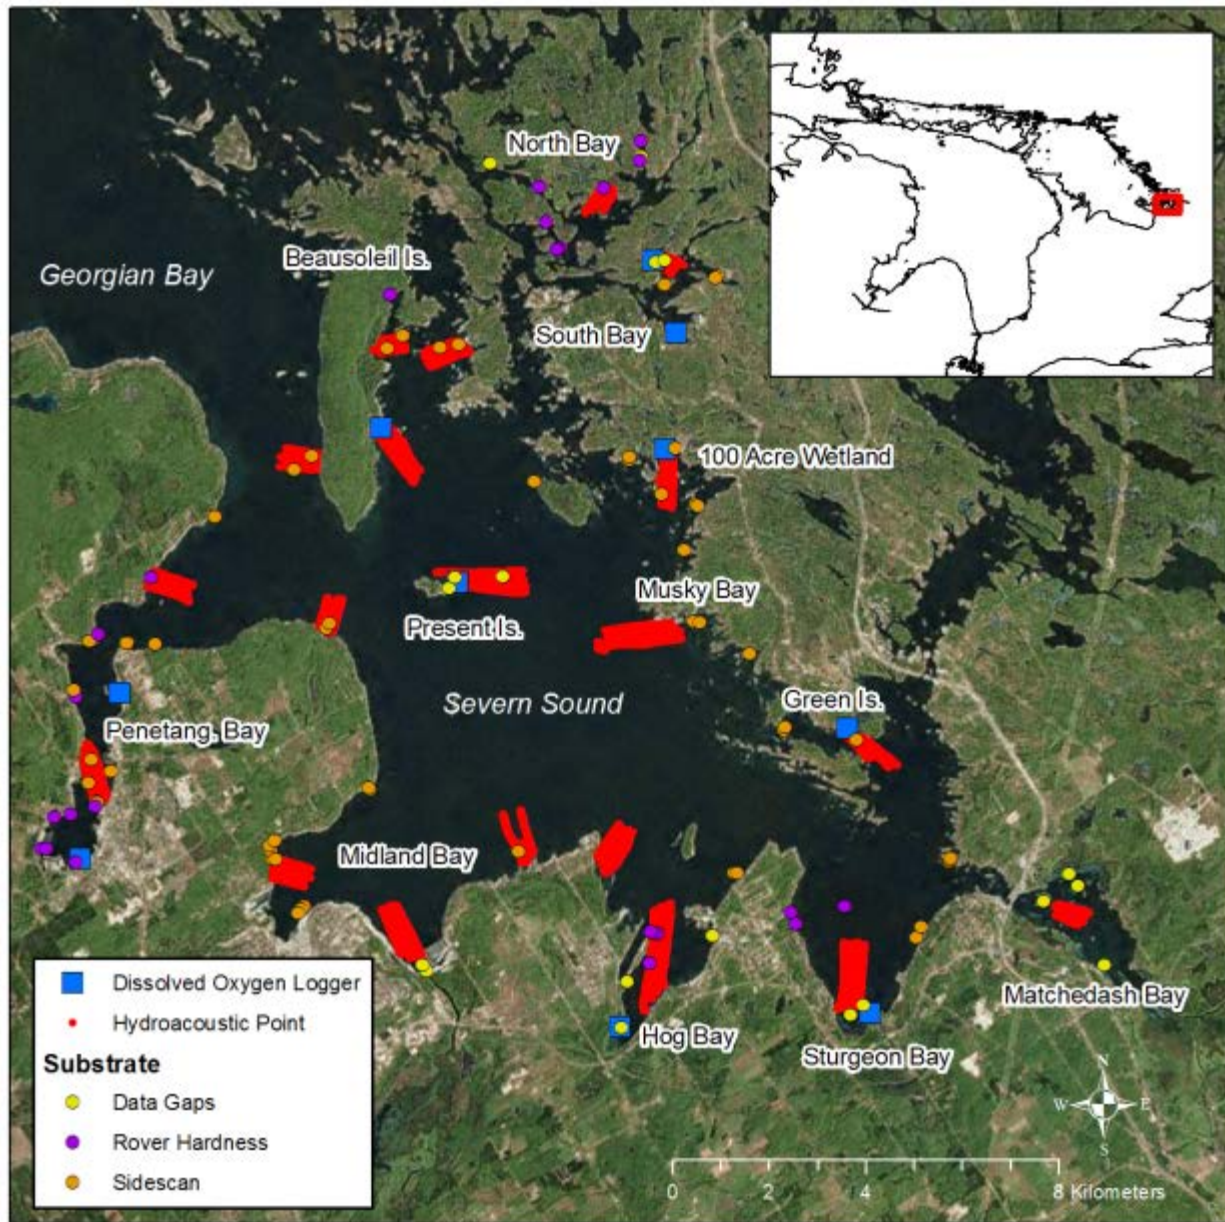 North Bay
Beausoleil Is.
Georgian Bay
South Bay
100 Acre Wetland
Musky Bay
Present Is.
Severn Sound
Green Is.
Penetang. Bay
Midland Bay
Matchedash Bay
Hog Bay
Sturgeon Bay
Dissolved Oxygen Logger
Hydroacoustic Point
Substrate
Data Gaps
Rover Hardness
Sidescan
N
W E
S
0 2 4 8 Kilometers